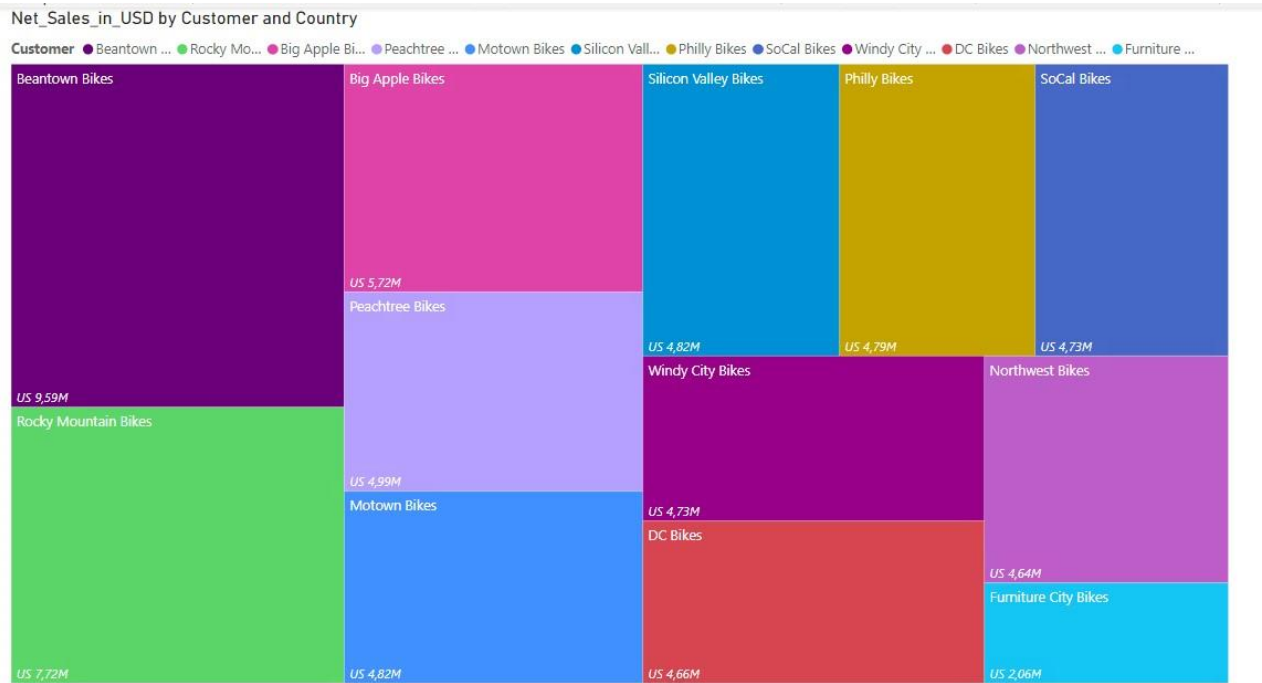 Net_Sales_in_USD by Customer and Country
Customer Beantown ... Rocky Mo... Big Apple Bi... Peachtree ... Motown Bikes Silicon Vall... Philly Bikes SoCal Bikes Windy City ... DC Bikes Northwest ... Furniture ...
Beantown Bikes
US 9,59M
Rocky Mountain Bikes
US 7,72M
Big Apple Bikes
US 5,72M
Peachtree Bikes
US 4,99M
Motown Bikes
US 4,82M
Silicon Valley Bikes
US 4,82M
Philly Bikes
US 4,79M
SoCal Bikes
US 4,73M
Windy City Bikes
US 4,73M
DC Bikes
US 4,66M
Northwest Bikes
US 4,64M
Furniture City Bikes
US 2,06M